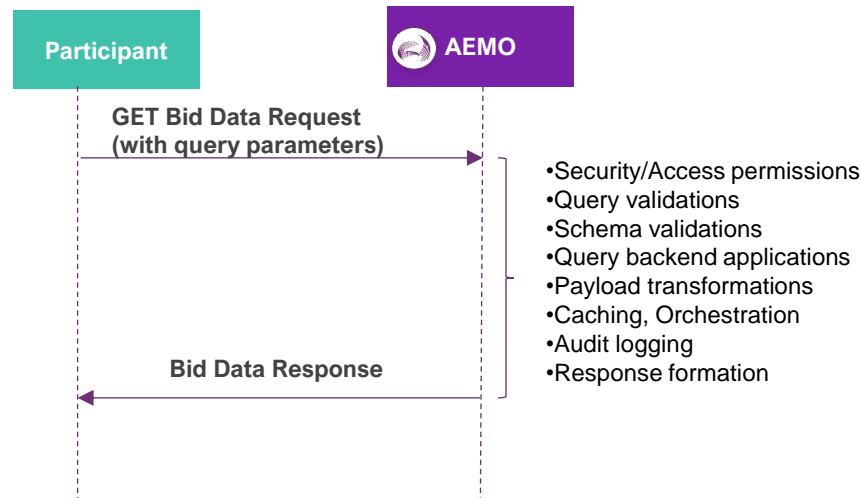 Participant
AEMO
GET Bid Data Request
(with query parameters)
•Security/Access permissions
•Query validations
•Schema validations
•Query backend applications
•Payload transformations
•Caching, Orchestration
•Audit logging
•Response formation
Bid Data Response